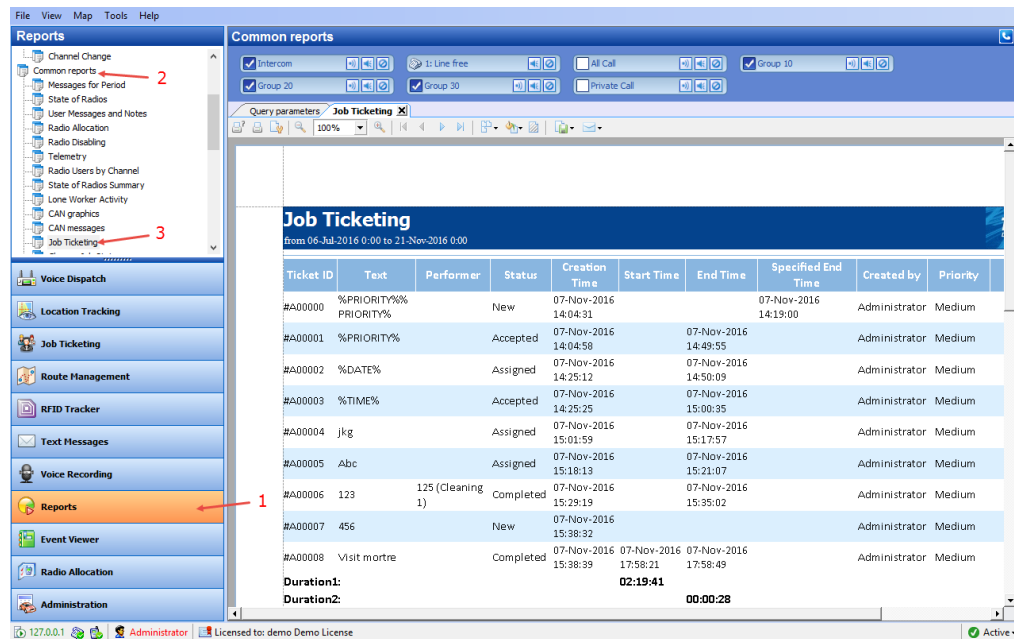 File View Map Tools Help
Reports
Common reports
Channel Change
Common reports
2
Messages for Period
State of Radios
User Messages and Notes
Radio Allocation
Radio Disabling
Telemetry
Radio Users by Channel
State of Radios Summary
Lone Worker Activity
CAN graphics
CAN messages
Job Ticketing
3
Voice Dispatch
Location Tracking
Job Ticketing
Route Management
RFID Tracker
Text Messages
Voice Recording
Reports
1
Event Viewer
Radio Allocation
Administration
Intercom
1: Line free
All Call
Group 10
Group 20
Group 30
Private Call
Query parameters
Job Ticketing
100%
Job Ticketing
from 06-Jul-2016 0:00 to 21-Nov-2016 0:00
Ticket ID Text Performer Status Creation Time Start Time End Time Specified End Time Created by Priority
#A00000 %PRIORITY%% New 07-Nov-2016 07-Nov-2016 Administrator Medium
PRIORITY% 14:04:31 14:19:00
#A00001 %PRIORITY% Accepted 07-Nov-2016 07-Nov-2016 Administrator Medium
14:04:58 14:49:55
#A00002 %DATE% Assigned 07-Nov-2016 07-Nov-2016 Administrator Medium
14:25:12 14:50:09
#A00003 %TIME% Accepted 07-Nov-2016 07-Nov-2016 Administrator Medium
14:25:25 15:00:35
#A00004 jkg Assigned 07-Nov-2016 07-Nov-2016 Administrator Medium
15:01:59 15:17:57
#A00005 Abc Assigned 07-Nov-2016 07-Nov-2016 Administrator Medium
15:18:13 15:21:07
#A00006 123 125 (Cleaning Completed 07-Nov-2016 07-Nov-2016 Administrator Medium
1) 15:29:19 15:35:02
#A00007 456 New 07-Nov-2016 Administrator Medium
15:38:32
#A00008 Visit mortre Completed 07-Nov-2016 07-Nov-2016 07-Nov-2016 Administrator Medium
15:38:39 17:58:21 17:58:49
Duration1: 02:19:41
Duration2: 00:00:28
127.0.0.1 Administrator Licensed to: demo Demo License Active